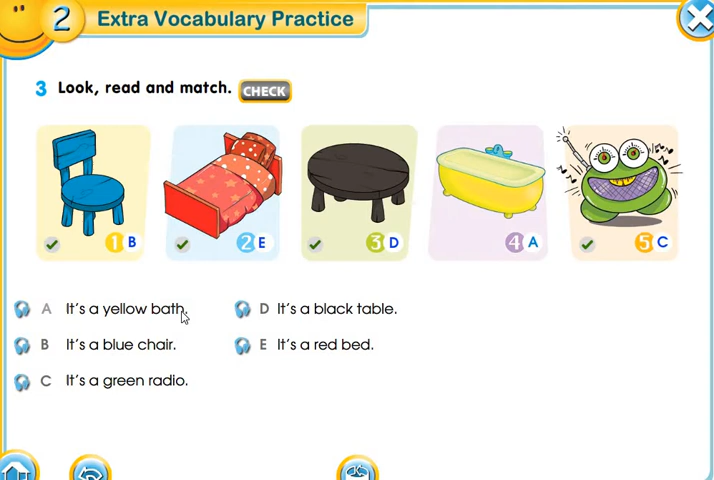 2 Extra Vocabulary Practice
3 Look, read and match. CHECK
1 B
2 E
3 D
4 A
5 C
A It's a yellow bath.
B It's a blue chair.
C It's a green radio.
D It's a black table.
E It's a red bed.